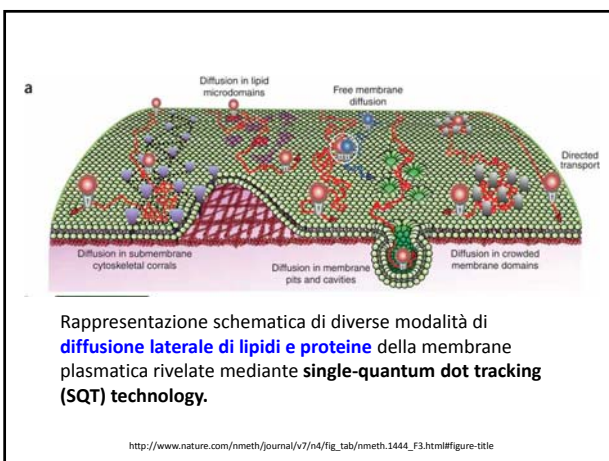 a
Diffusion in lipid
microdomains
Free membrane
diffusion
Directed
transport
Diffusion in submembrane
cytoskeletal corrals
Diffusion in membrane
pits and cavities
Diffusion in crowded
membrane domains
Rappresentazione schematica di diverse modalità di
diffusione laterale di lipidi e proteine della membrane
plasmatica rivelate mediante single-quantum dot tracking
(SQT) technology.
http://www.nature.com/nmeth/journal/v7/n4/fig_tab/nmeth.1444_F3.html#figure-title